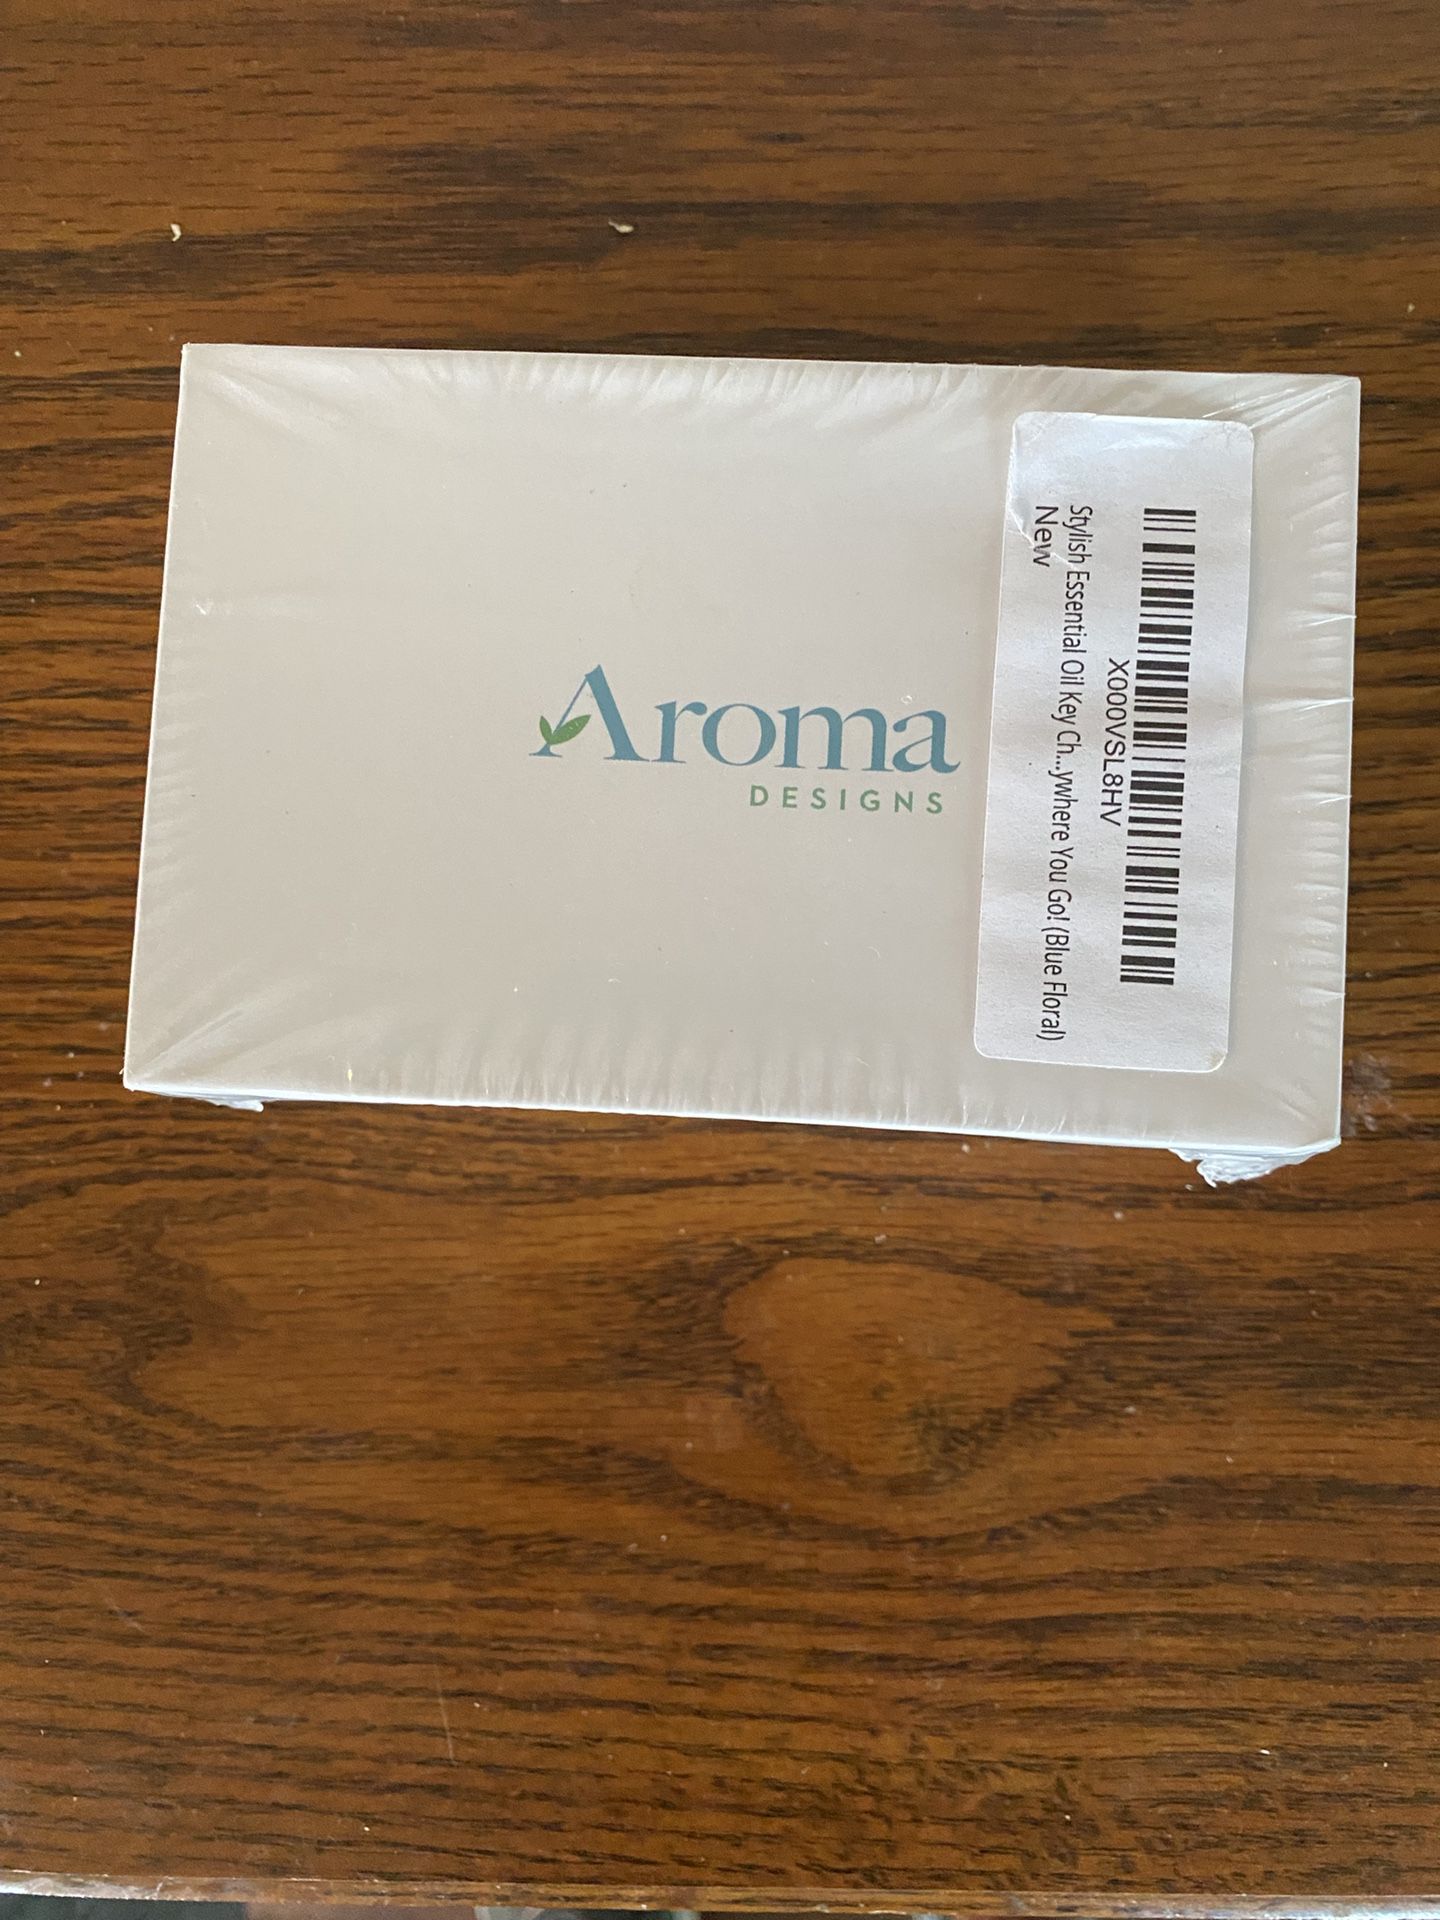 Aroma
DESIGNS
X000VSL8HV
Stylish Essential Oil Key Ch...ywhere You Go! (Blue Floral)
New